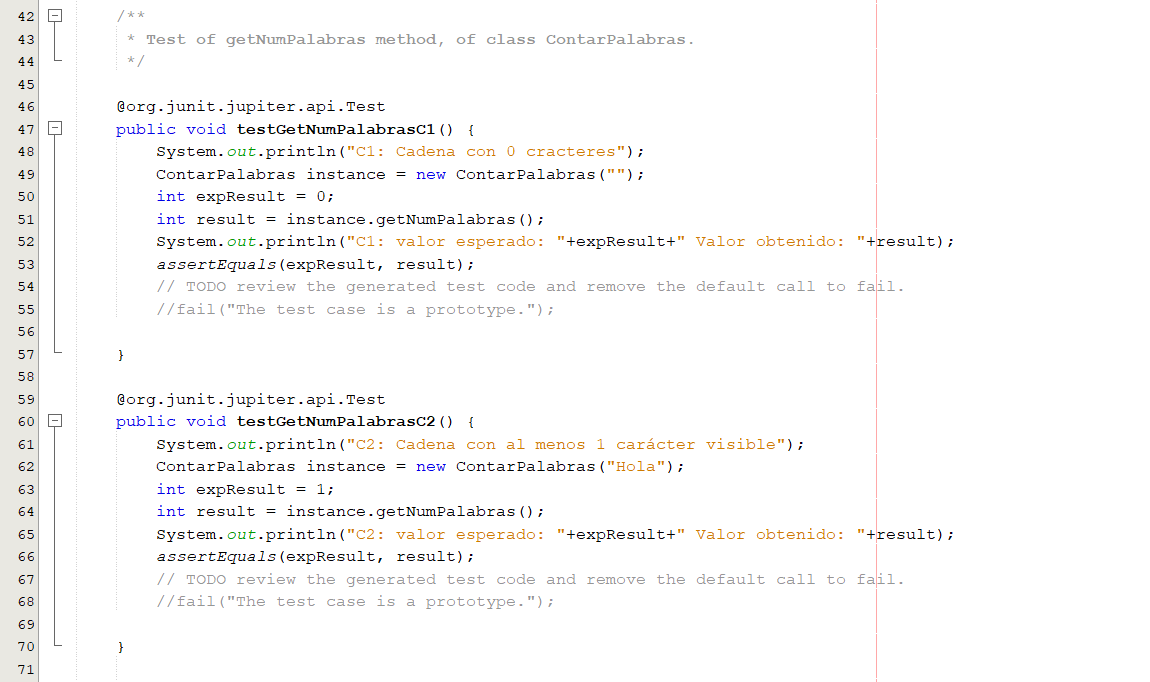 42 /**
43 * Test of getNumPalabras method, of class ContarPalabras.
44 */
45
46 @org.junit.jupiter.api.Test
47 public void testGetNumPalabrasC1() {
48 System.out.println("C1: Cadena con 0 cracteres");
49 ContarPalabras instance = new ContarPalabras("");
50 int expResult = 0;
51 int result = instance.getNumPalabras();
52 System.out.println("C1: valor esperado: "+expResult+" Valor obtenido: "+result);
53 assertEquals(expResult, result);
54 // TODO review the generated test code and remove the default call to fail.
55 //fail("The test case is a prototype.");
56
57 }
58
59 @org.junit.jupiter.api.Test
60 public void testGetNumPalabrasC2() {
61 System.out.println("C2: Cadena con al menos 1 carácter visible");
62 ContarPalabras instance = new ContarPalabras("Hola");
63 int expResult = 1;
64 int result = instance.getNumPalabras();
65 System.out.println("C2: valor esperado: "+expResult+" Valor obtenido: "+result);
66 assertEquals(expResult, result);
67 // TODO review the generated test code and remove the default call to fail.
68 //fail("The test case is a prototype.");
69
70 }
71